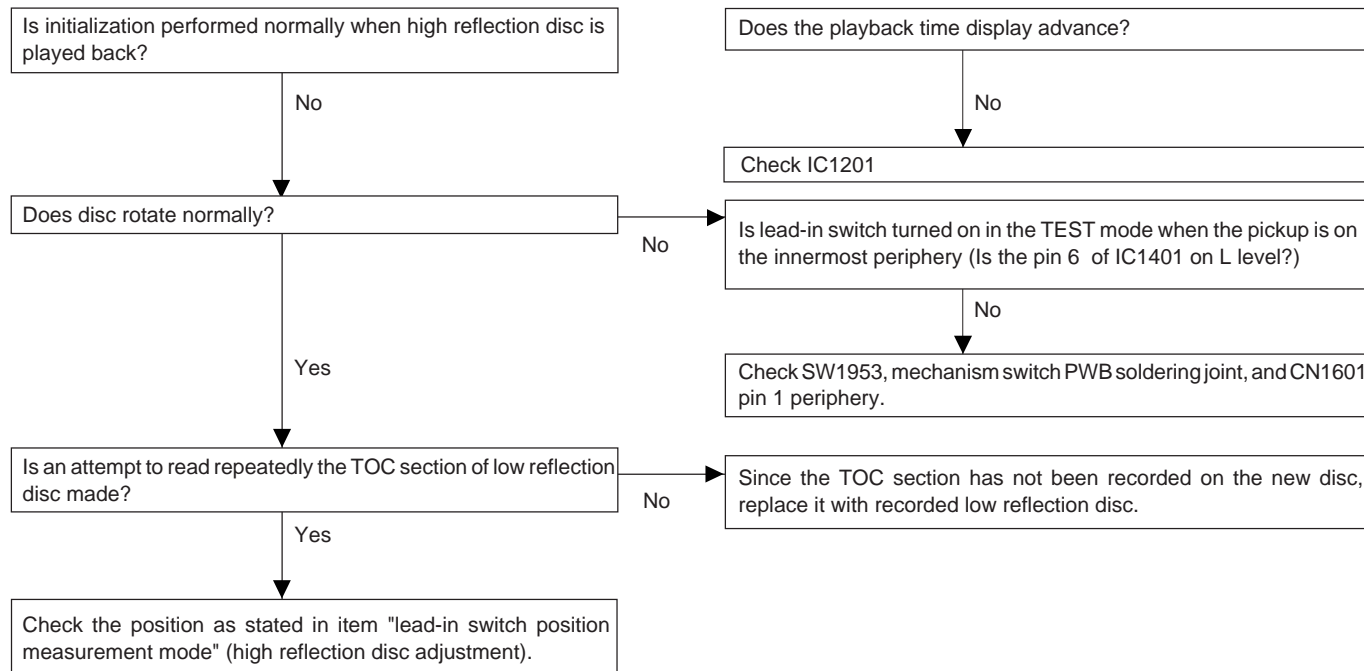 Is initialization performed normally when high reflection disc is
played back?
No
Does disc rotate normally?
No
Yes
Is an attempt to read repeatedly the TOC section of low reflection
disc made?
No
Yes
Check the position as stated in item "lead-in switch position
measurement mode" (high reflection disc adjustment).
Does the playback time display advance?
No
Check IC1201
Is lead-in switch turned on in the TEST mode when the pickup is on
the innermost periphery (Is the pin 6 of IC1401 on L level?)
No
Check SW1953, mechanism switch PWB soldering joint, and CN1601
pin 1 periphery.
Since the TOC section has not been recorded on the new disc,
replace it with recorded low reflection disc.